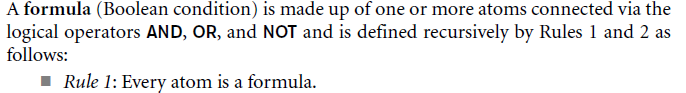 A formula (Boolean condition) is made up of one or more atoms connected via the
logical operators AND, OR, and NOT and is defined recursively by Rules 1 and 2 as
follows:
■ Rule 1: Every atom is a formula.